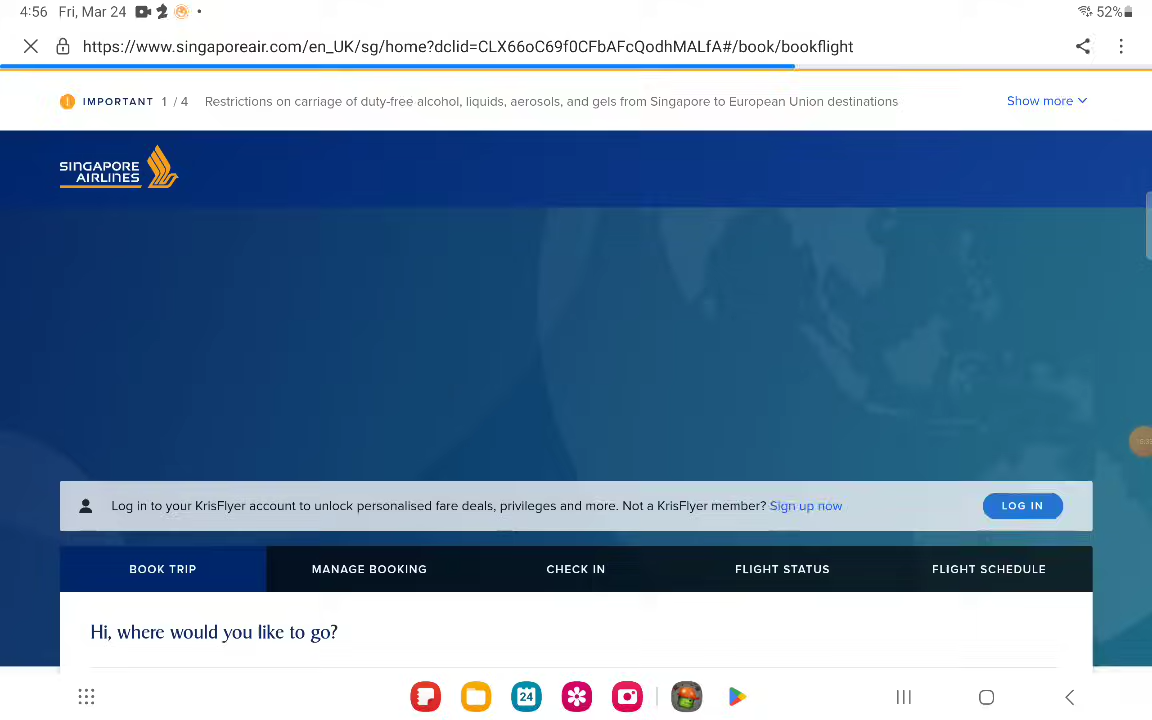 4:56 Fri, Mar 24
52%
https://www.singaporeair.com/en_UK/sg/home?dclid=CLX66oC69f0CFbAFcQodhMALfA#/book/bookflight
! IMPORTANT 1 / 4 Restrictions on carriage of duty-free alcohol, liquids, aerosols, and gels from Singapore to European Union destinations Show more
SINGAPORE
AIRLINES
Log in to your KrisFlyer account to unlock personalised fare deals, privileges and more. Not a KrisFlyer member? Sign up now LOG IN
BOOK TRIP MANAGE BOOKING CHECK IN FLIGHT STATUS FLIGHT SCHEDULE
Hi, where would you like to go?
24